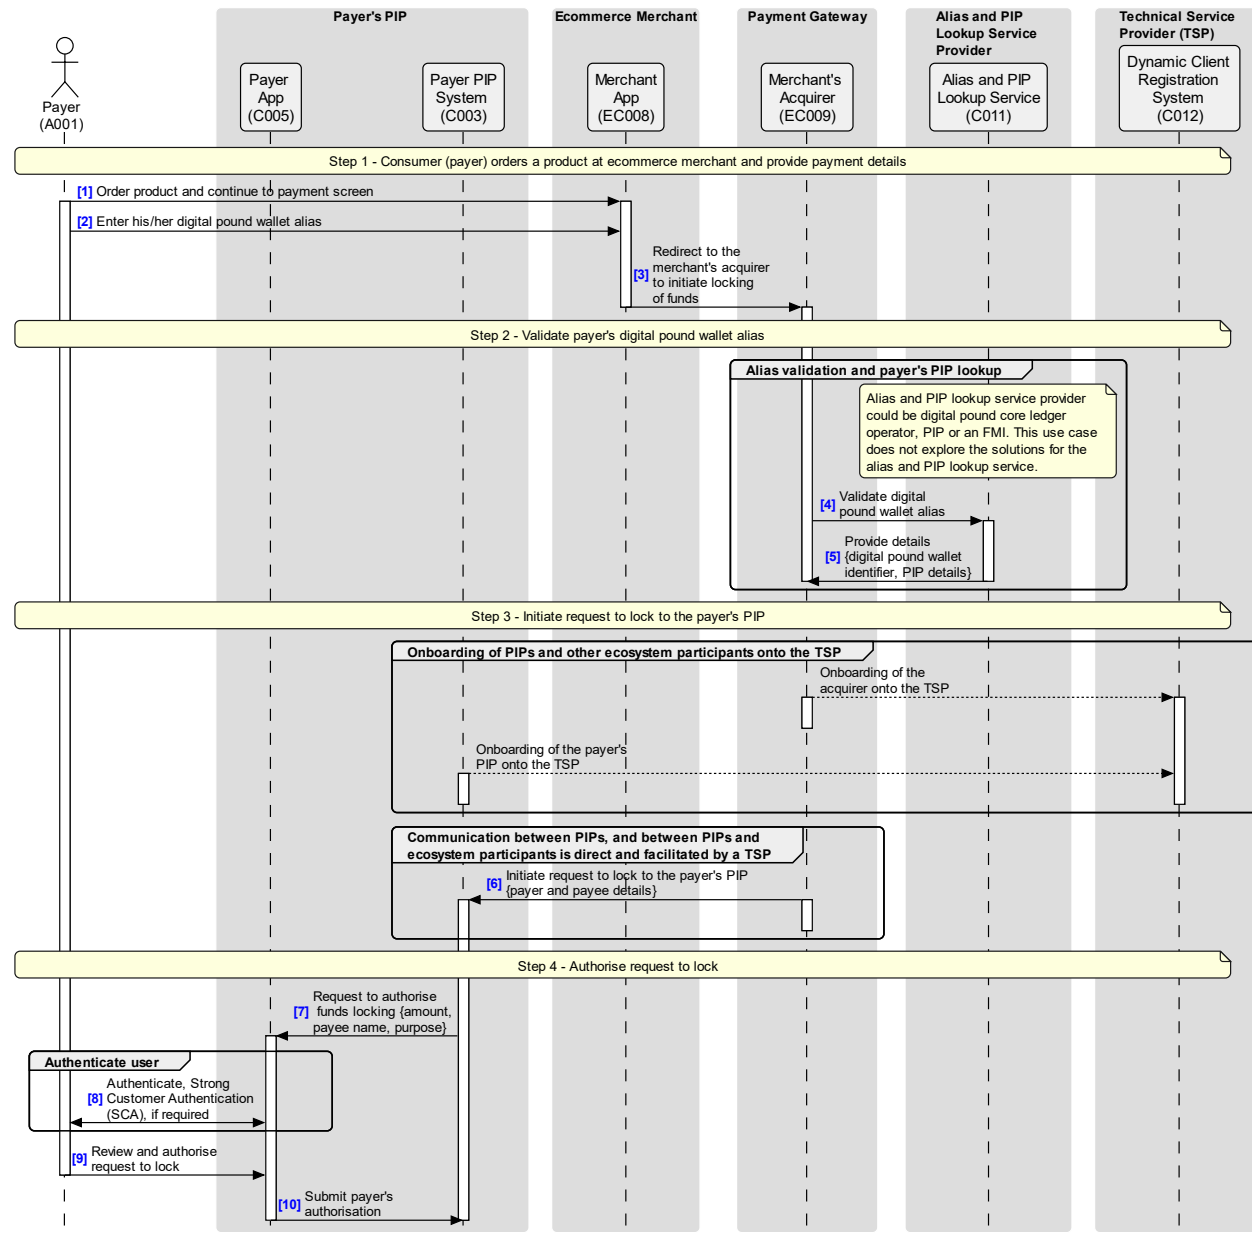 Payer's PIP
Ecommerce Merchant
Payment Gateway
Alias and PIP
Lookup Service
Provider
Technical Service
Provider (TSP)
Payer
(A001)
Payer
App
(C005)
Payer PIP
System
(C003)
Merchant
App
(EC008)
Merchant's
Acquirer
(EC009)
Alias and PIP
Lookup Service
(C011)
Dynamic Client
Registration
System
(C012)
Step 1 - Consumer (payer) orders a product at ecommerce merchant and provide payment details
[1] Order product and continue to payment screen
[2] Enter his/her digital pound wallet alias
[3] Redirect to the
merchant's acquirer
to initiate locking
of funds
Step 2 - Validate payer's digital pound wallet alias
Alias validation and payer's PIP lookup
Alias and PIP lookup service provider
could be digital pound core ledger
operator, PIP or an FMI. This use case
does not explore the solutions for the
alias and PIP lookup service.
[4] Validate digital
pound wallet alias
[5] Provide details
{digital pound wallet
identifier, PIP details}
Step 3 - Initiate request to lock to the payer's PIP
Onboarding of PIPs and other ecosystem participants onto the TSP
Onboarding of the
acquirer onto the TSP
Onboarding of the payer's
PIP onto the TSP
Communication between PIPs, and between PIPs and
ecosystem participants is direct and facilitated by a TSP
[6] Initiate request to lock to the payer's PIP
{payer and payee details}
Step 4 - Authorise request to lock
[7] Request to authorise
funds locking {amount,
payee name, purpose}
Authenticate user
[8] Authenticate, Strong
Customer Authentication
(SCA), if required
[9] Review and authorise
request to lock
[10] Submit payer's
authorisation